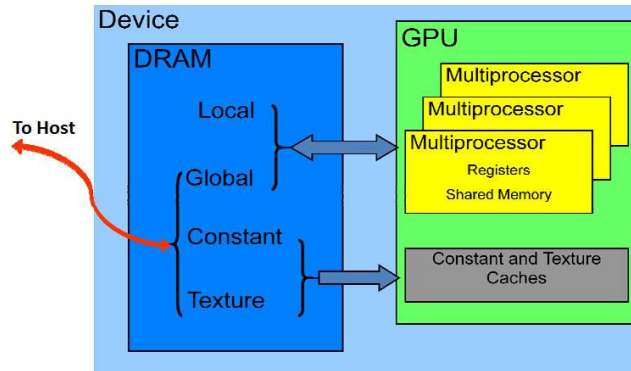 Device
DRAM
Local
To Host
Global
Constant
Texture
GPU
Multiprocessor
Multiprocessor
Multiprocessor
Registers
Shared Memory
Constant and Texture
Caches